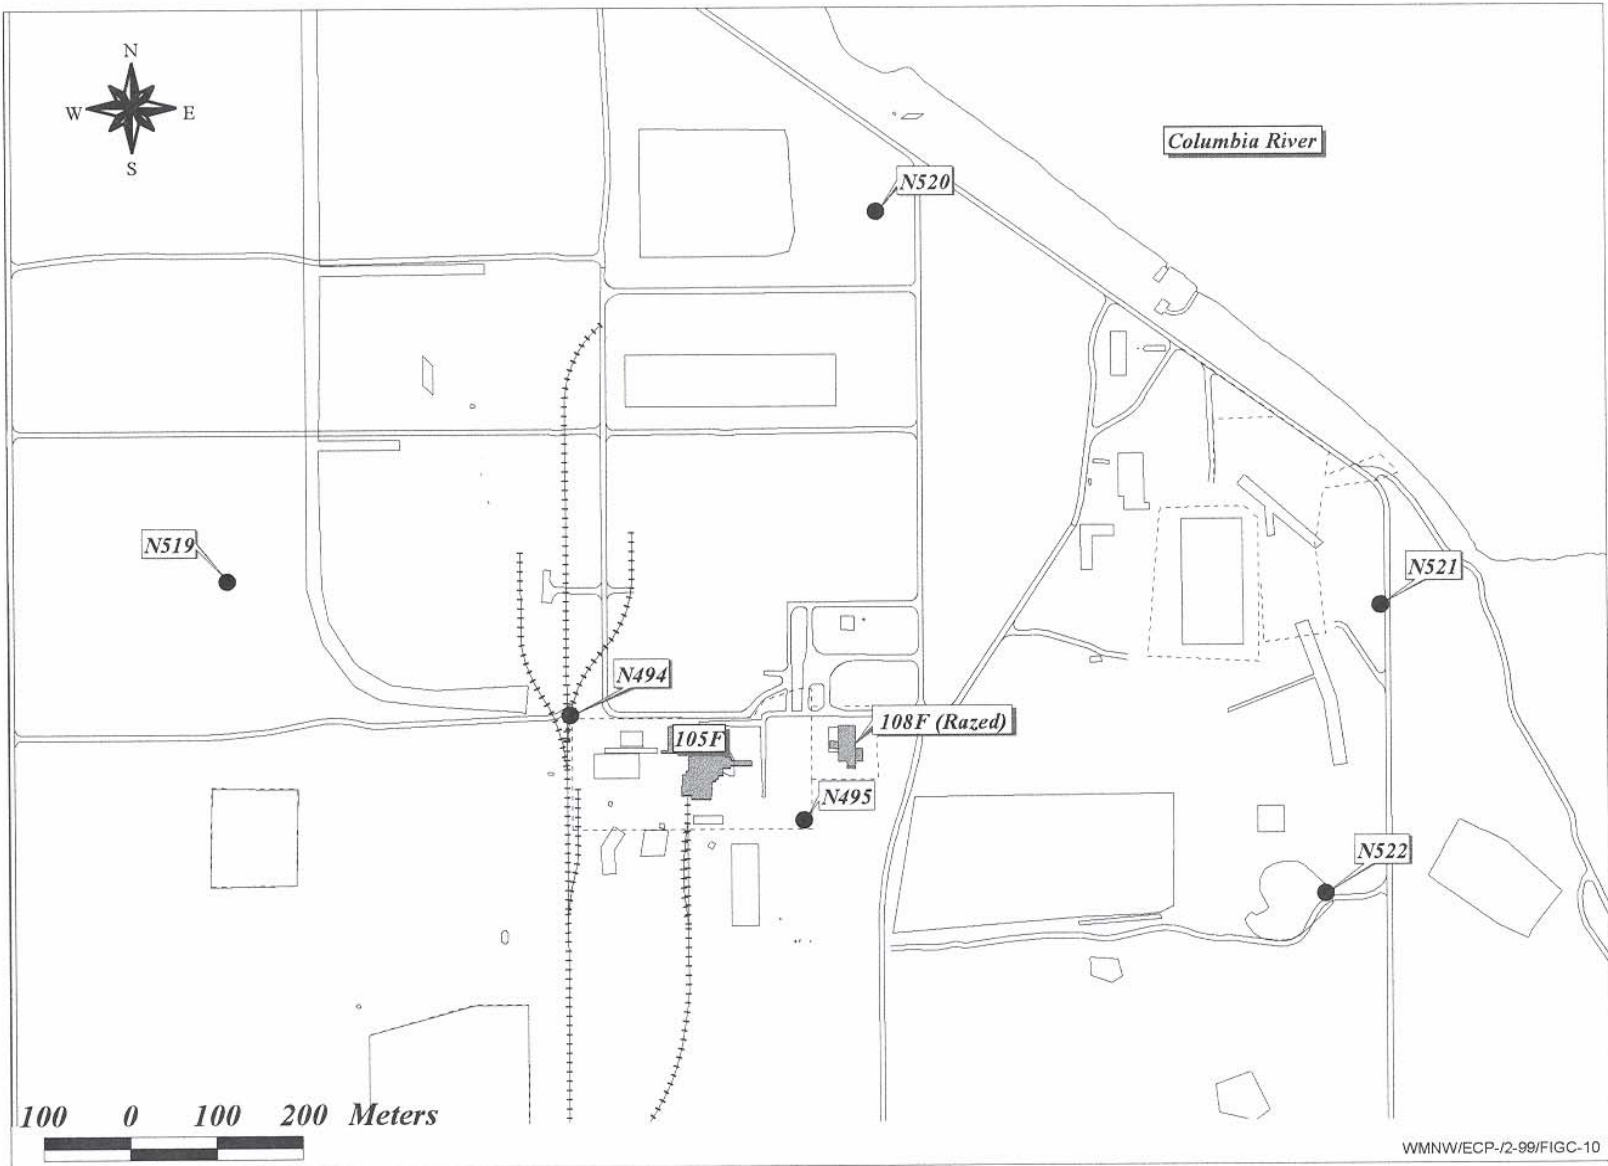 N
W E
S
Columbia River
N520
N519
N521
N494
108F (Razed)
105F
N495
N522
100 0 100 200 Meters
WMNW/ECP-/2-99/FIGC-10